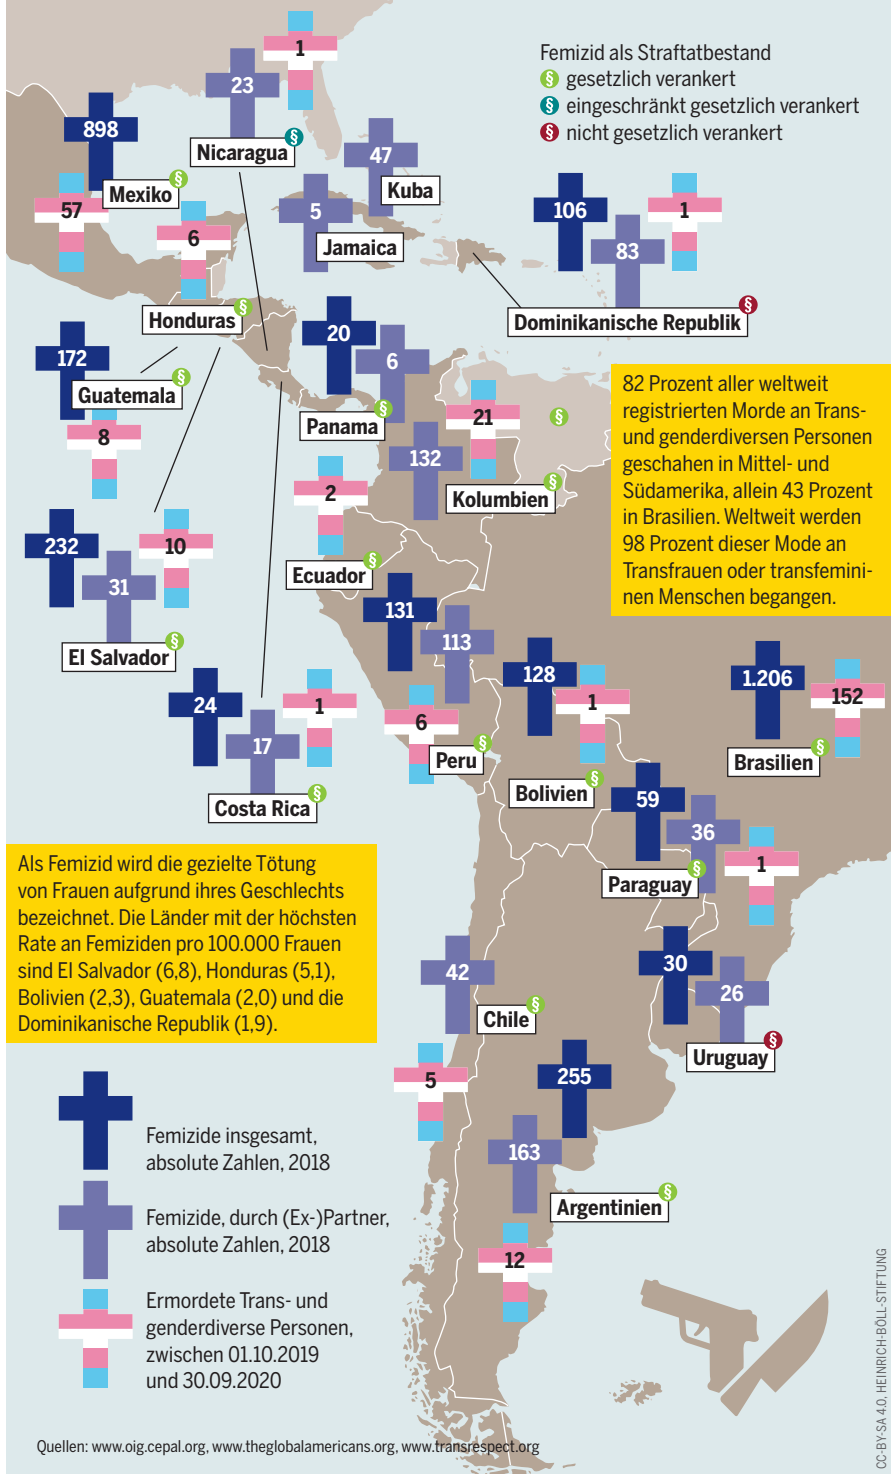 Femizid als Straftatbestand
§ gesetzlich verankert
§ eingeschränkt gesetzlich verankert
§ nicht gesetzlich verankert
1
23
Nicaragua §
898
Mexiko §
57
6
Honduras §
47
Kuba
5
Jamaica
106
83
1
Dominikanische Republik §
172
Guatemala §
8
20
6
Panama §
21
132
Kolumbien §
§
82 Prozent aller weltweit
registrierten Morde an Trans-
und genderdiversen Personen
geschahen in Mittel- und
Südamerika, allein 43 Prozent
in Brasilien. Weltweit werden
98 Prozent dieser Mode an
Transfrauen oder transfemini-
nen Menschen begangen.
2
Ecuador §
232
31
10
El Salvador §
131
113
6
Peru §
128
1
Bolivien §
1.206
152
Brasilien §
24
17
1
Costa Rica §
59
36
1
Paraguay §
Als Femizid wird die gezielte Tötung
von Frauen aufgrund ihres Geschlechts
bezeichnet. Die Länder mit der höchsten
Rate an Femiziden pro 100.000 Frauen
sind El Salvador (6,8), Honduras (5,1),
Bolivien (2,3), Guatemala (2,0) und die
Dominikanische Republik (1,9).
42
Chile §
5
30
26
Uruguay §
255
163
Argentinien §
12
Femizide insgesamt,
absolute Zahlen, 2018
Femizide, durch (Ex-)Partner,
absolute Zahlen, 2018
Ermordete Trans- und
genderdiverse Personen,
zwischen 01.10.2019
und 30.09.2020
Quellen: www.oig.cepal.org, www.theglobalamericans.org, www.transrespect.org
CC-BY-SA 4.0, HEINRICH-BÖLL-STIFTUNG